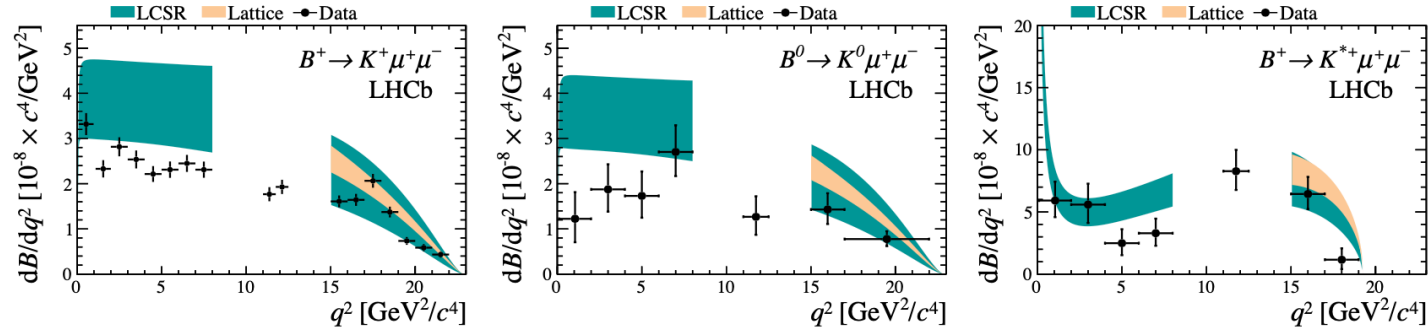 LCSR Lattice Data
dB/dq² [10⁻⁸ × c⁴/GeV²]
5
4
3
2
1
0
B⁺→ K⁺μ⁺μ⁻
LHCb
0 5 10 15 20
q² [GeV²/c⁴]
LCSR Lattice Data
dB/dq² [10⁻⁸ × c⁴/GeV²]
5
4
3
2
1
0
B⁰→ K⁰μ⁺μ⁻
LHCb
0 5 10 15 20
q² [GeV²/c⁴]
LCSR Lattice Data
dB/dq² [10⁻⁸ × c⁴/GeV²]
20
15
10
5
0
B⁺→ K*⁺μ⁺μ⁻
LHCb
0 5 10 15 20
q² [GeV²/c⁴]